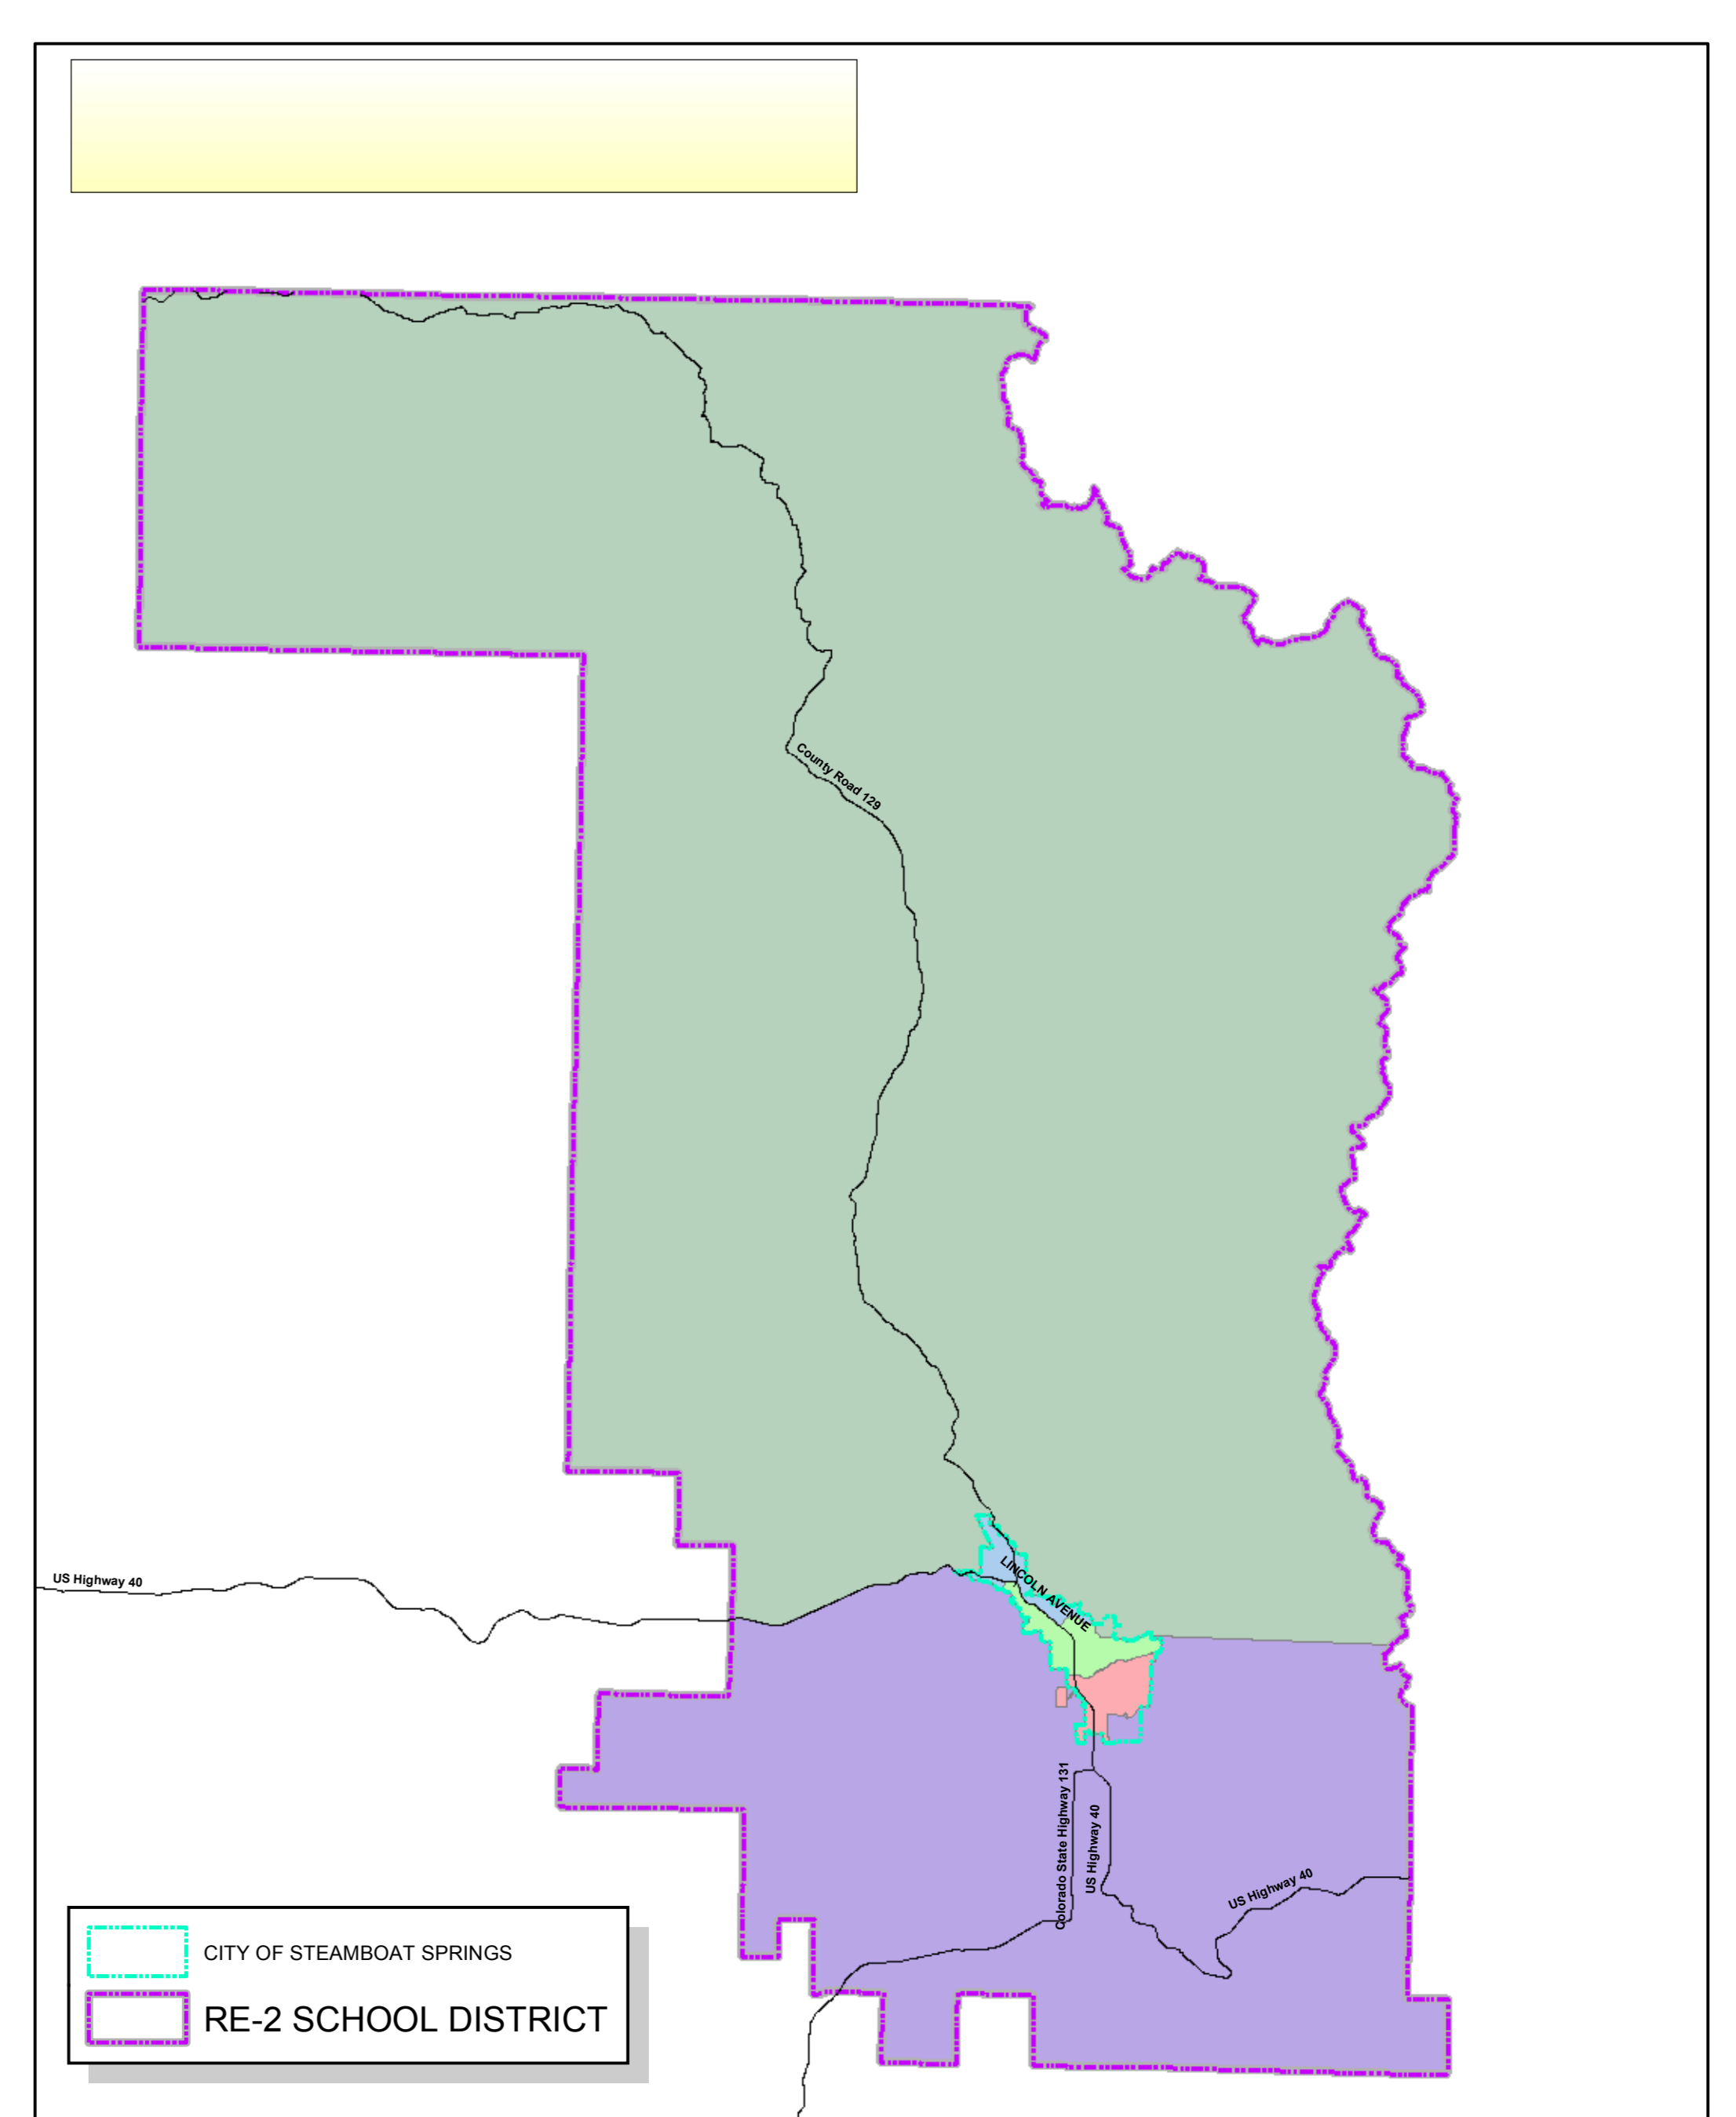 County Road 129
US Highway 40
LINCOLN AVENUE
Colorado State Highway 131
US Highway 40
US Highway 40
CITY OF STEAMBOAT SPRINGS
RE-2 SCHOOL DISTRICT